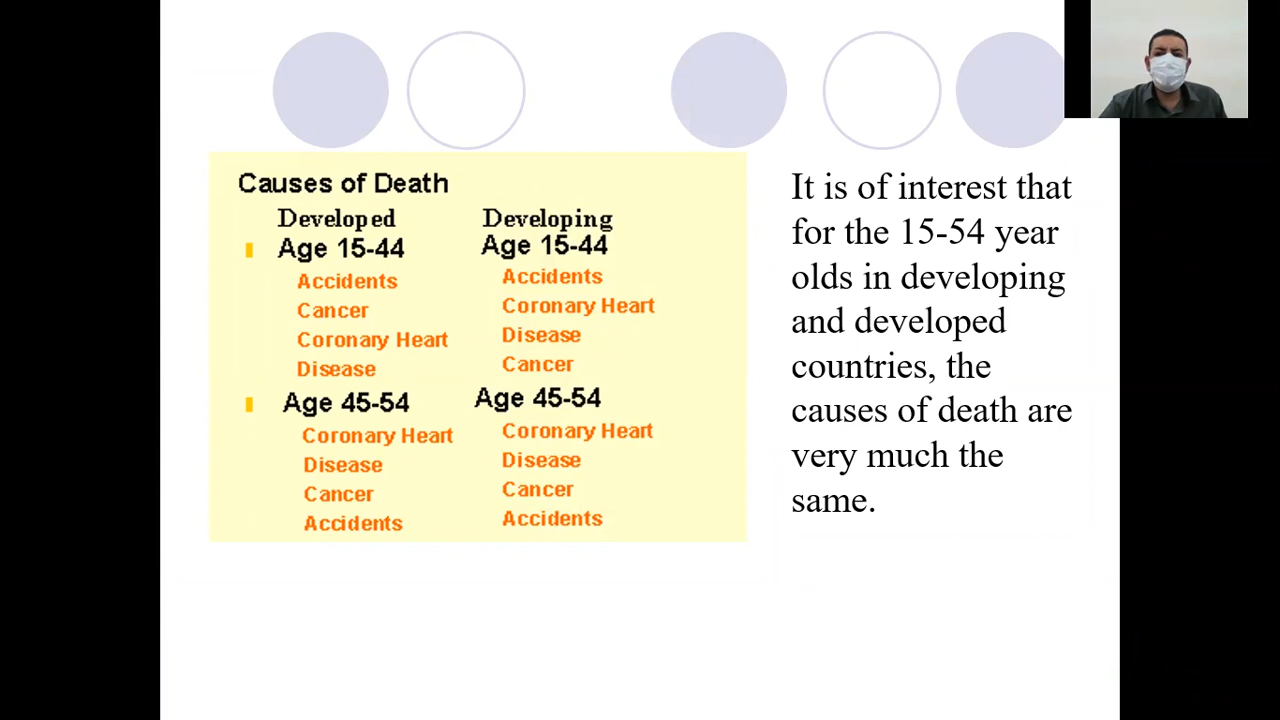 Causes of Death
Developed
Age 15-44
Accidents
Cancer
Coronary Heart
Disease
Age 45-54
Coronary Heart
Disease
Cancer
Accidents
Developing
Age 15-44
Accidents
Coronary Heart
Disease
Cancer
Age 45-54
Coronary Heart
Disease
Cancer
Accidents
It is of interest that
for the 15-54 year
olds in developing
and developed
countries, the
causes of death are
very much the
same.